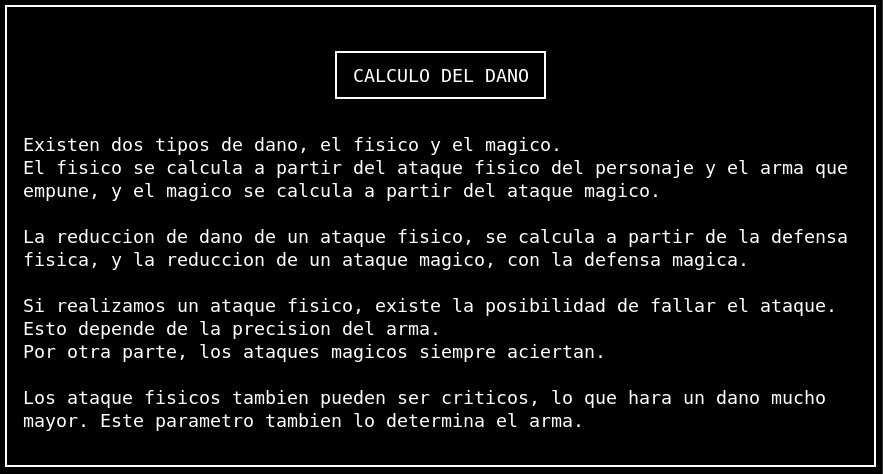 CALCULO DEL DANO
Existen dos tipos de dano, el fisico y el magico.
El fisico se calcula a partir del ataque fisico del personaje y el arma que
empune, y el magico se calcula a partir del ataque magico.
La reduccion de dano de un ataque fisico, se calcula a partir de la defensa
fisica, y la reduccion de un ataque magico, con la defensa magica.
Si realizamos un ataque fisico, existe la posibilidad de fallar el ataque.
Esto depende de la precision del arma.
Por otra parte, los ataques magicos siempre aciertan.
Los ataque fisicos tambien pueden ser criticos, lo que hara un dano mucho
mayor. Este parametro tambien lo determina el arma.